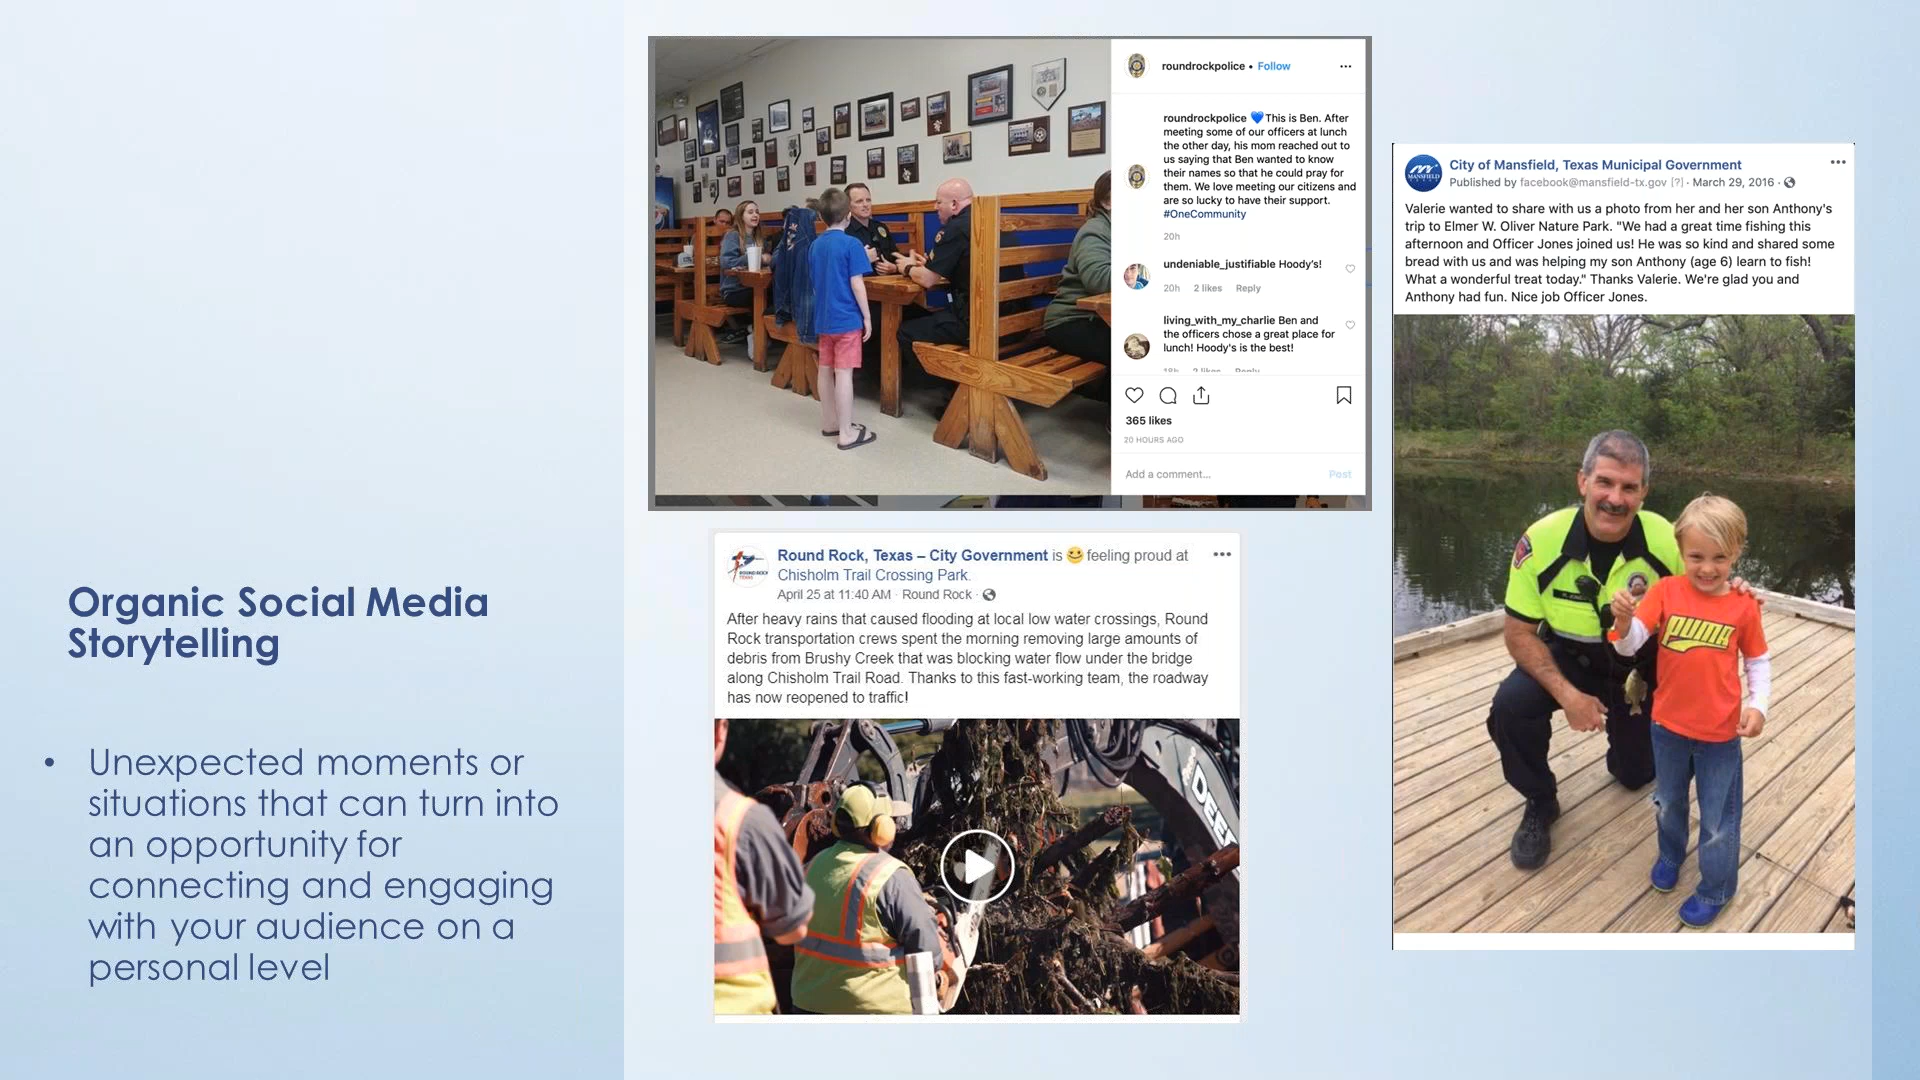 Organic Social Media
Storytelling
• Unexpected moments or
situations that can turn into
an opportunity for
connecting and engaging
with your audience on a
personal level
roundrockpolice • Follow
roundrockpolice 💙This is Ben. After
meeting some of our officers at lunch
the other day, his mom reached out to
us saying that Ben wanted to know
their names so that he could pray for
them. We love meeting our citizens and
are so lucky to have their support.
#OneCommunity
20h
undeniable_justifiable Hoody's!
20h 2 likes Reply
living_with_my_charlie Ben and
the officers chose a great place for
lunch! Hoody's is the best!
365 likes
20 HOURS AGO
Add a comment... Post
Round Rock, Texas – City Government is 😀 feeling proud at
Chisholm Trail Crossing Park.
April 25 at 11:40 AM · Round Rock ·
After heavy rains that caused flooding at local low water crossings, Round
Rock transportation crews spent the morning removing large amounts of
debris from Brushy Creek that was blocking water flow under the bridge
along Chisholm Trail Road. Thanks to this fast-working team, the roadway
has now reopened to traffic!
DEERE
City of Mansfield, Texas Municipal Government
Published by facebook@mansfield-tx.gov [?] · March 29, 2016 ·
Valerie wanted to share with us a photo from her and her son Anthony's
trip to Elmer W. Oliver Nature Park. "We had a great time fishing this
afternoon and Officer Jones joined us! He was so kind and shared some
bread with us and was helping my son Anthony (age 6) learn to fish!
What a wonderful treat today." Thanks Valerie. We're glad you and
Anthony had fun. Nice job Officer Jones.
MANSFIELD
PUMA